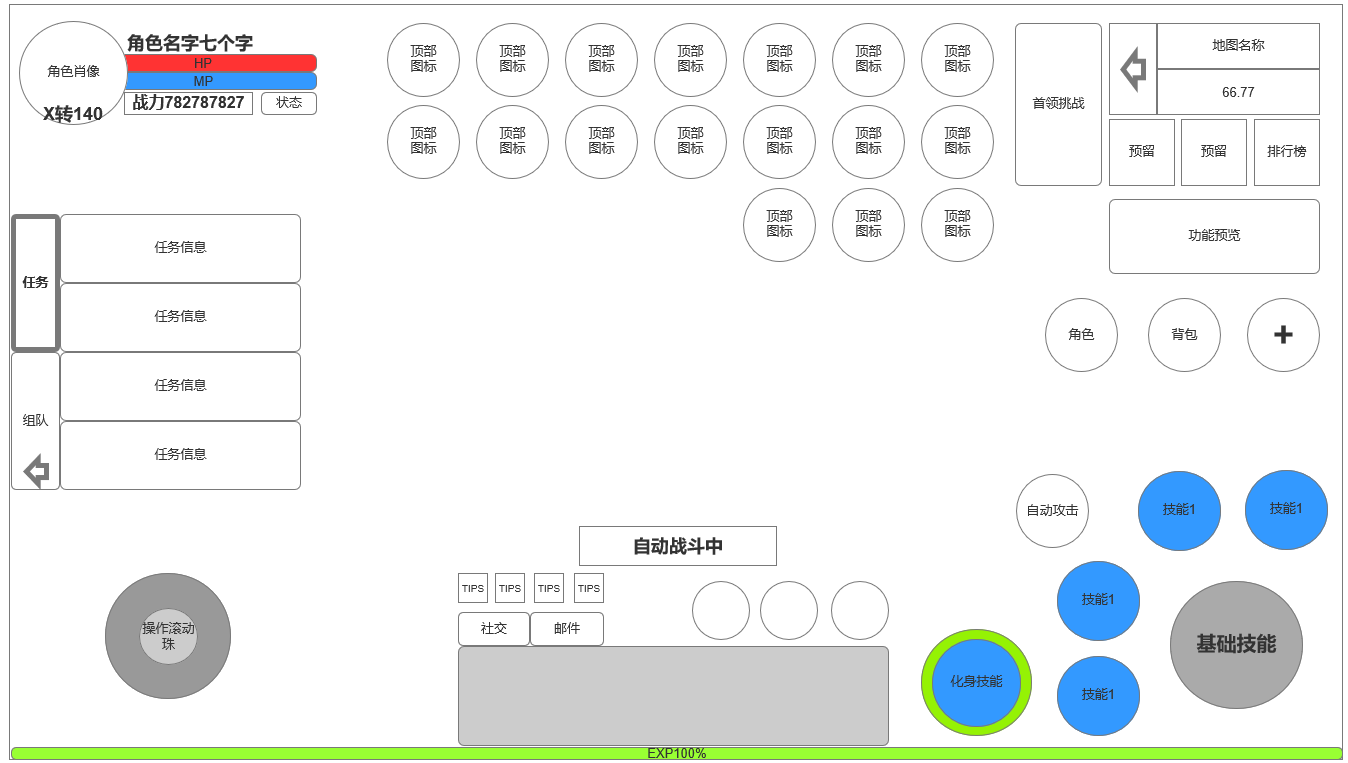 角色肖像
X转140
角色名字七个字
HP
MP
战力782787827
状态
顶部
图标
顶部
图标
顶部
图标
顶部
图标
顶部
图标
顶部
图标
顶部
图标
顶部
图标
顶部
图标
顶部
图标
顶部
图标
顶部
图标
顶部
图标
顶部
图标
顶部
图标
顶部
图标
顶部
图标
首领挑战
地图名称
66.77
预留
预留
排行榜
功能预览
角色
背包
+
任务
任务信息
任务信息
组队
任务信息
任务信息
自动攻击
技能1
技能1
自动战斗中
TIPS
TIPS
TIPS
TIPS
社交
邮件
操作滚动
珠
技能1
基础技能
化身技能
技能1
EXP100%